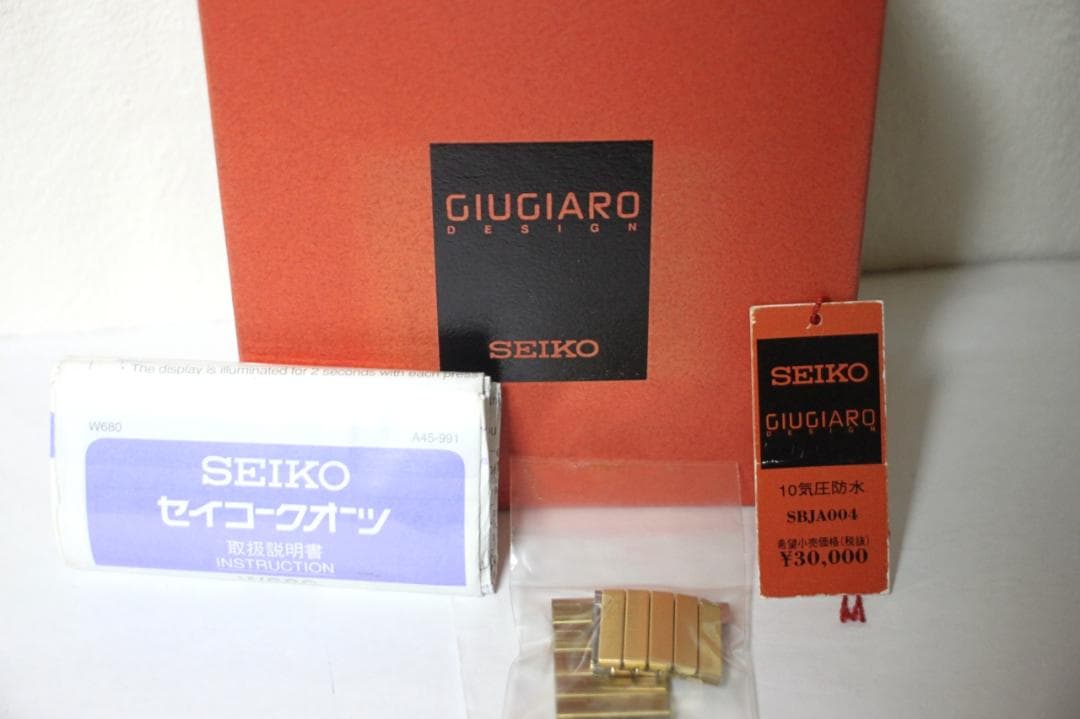 GIUGIARO
DESIGN
SEIKO
The display is illuminated for 2 seconds with each press
W680
A45-991
SEIKO
セイコークオーツ
取扱説明書
INSTRUCTION
SEIKO
GIUGIARO
DESIGN
10気圧防水
SBJA004
希望小売価格(税抜)
¥30,000